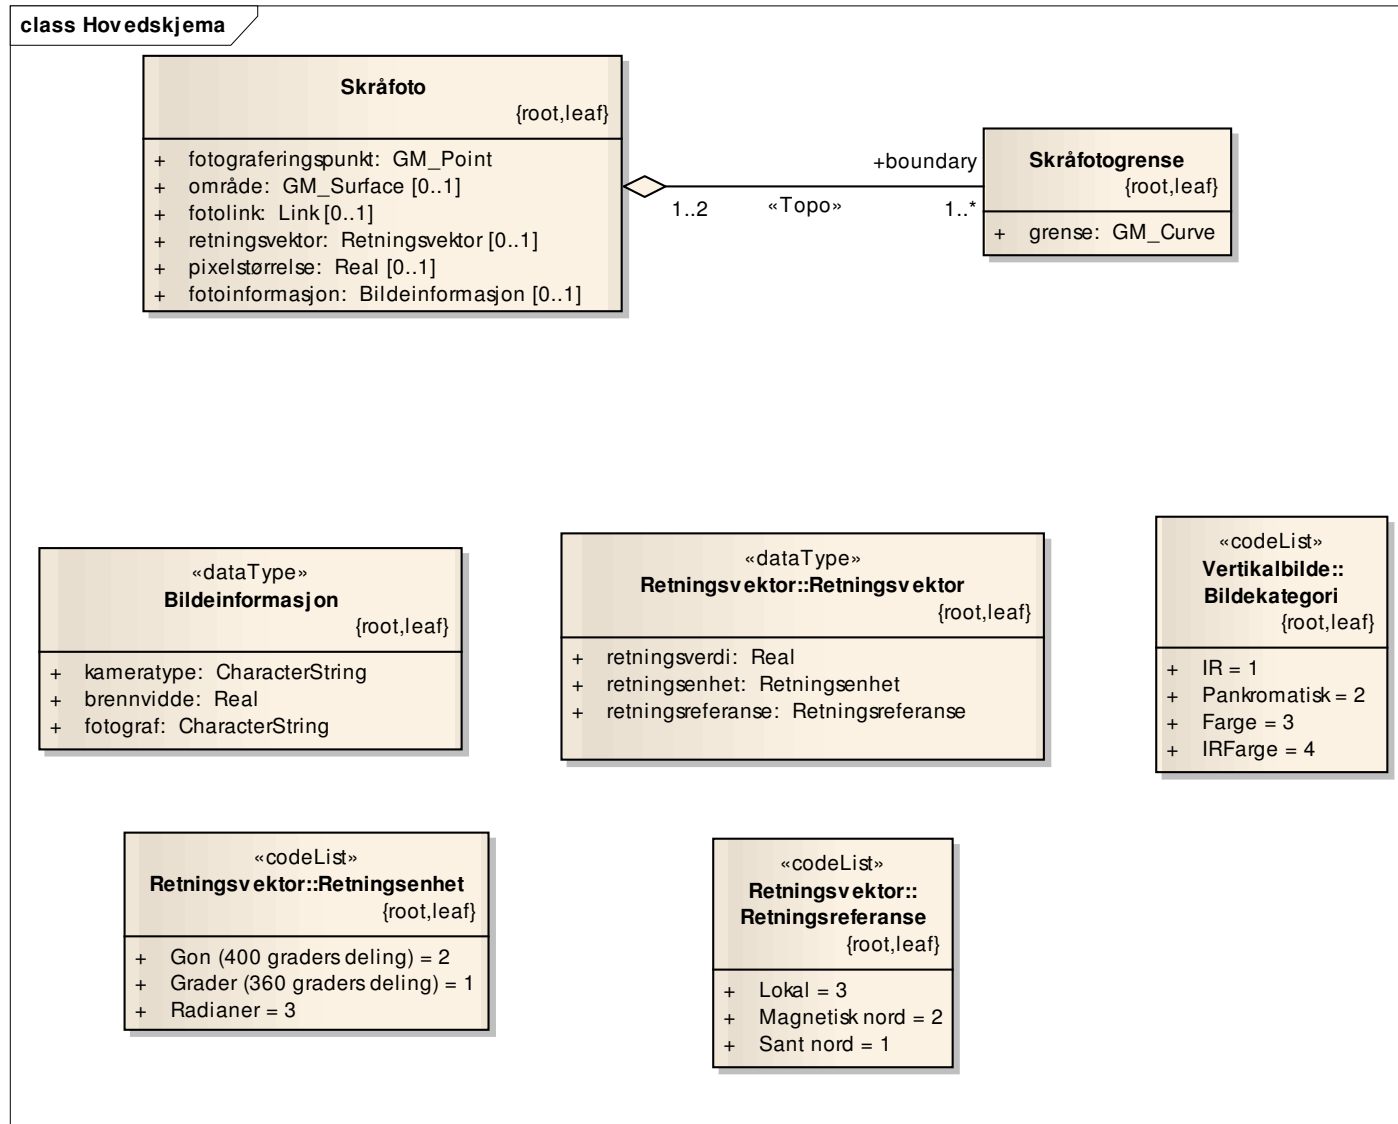 class Hovedskjema
Skråfoto
{root,leaf}
+ fotograferingspunkt: GM_Point
+ område: GM_Surface [0..1]
+ fotolink: Link [0..1]
+ retningsvektor: Retningsvektor [0..1]
+ pixelstørrelse: Real [0..1]
+ fotoinformasjon: Bildeinformasjon [0..1]
+boundary
1..2
«Topo»
1..*
Skråfotogrense
{root,leaf}
+ grense: GM_Curve
«dataType»
Bildeinformasjon
{root,leaf}
+ kameratype: CharacterString
+ brennvidde: Real
+ fotograf: CharacterString
«dataType»
Retningsvektor::Retningsvektor
{root,leaf}
+ retningsverdi: Real
+ retningsenhet: Retningsenhet
+ retningsreferanse: Retningsreferanse
«codeList»
Vertikalbilde::
Bildekategori
{root,leaf}
+ IR = 1
+ Pankromatisk = 2
+ Farge = 3
+ IRFarge = 4
«codeList»
Retningsvektor::Retningsenhet
{root,leaf}
+ Gon (400 graders deling) = 2
+ Grader (360 graders deling) = 1
+ Radianer = 3
«codeList»
Retningsvektor::
Retningsreferanse
{root,leaf}
+ Lokal = 3
+ Magnetisk nord = 2
+ Sant nord = 1